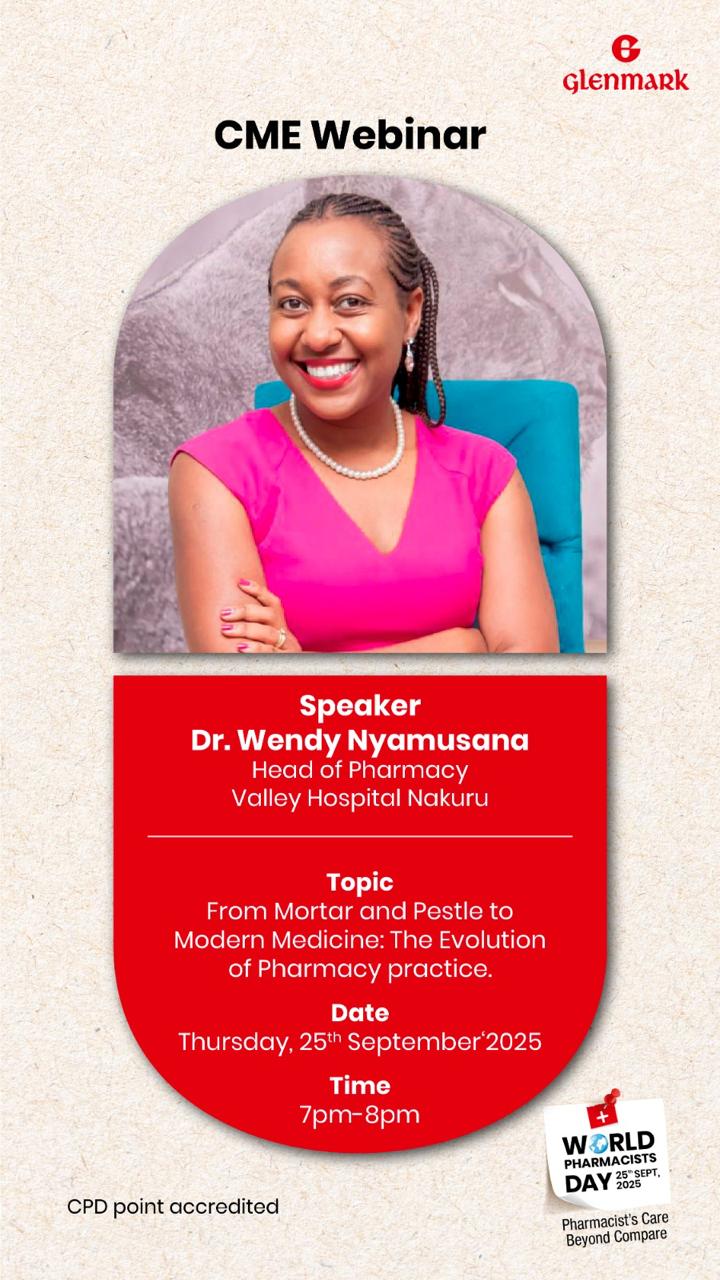 GLENMARK
CME Webinar
Speaker
Dr. Wendy Nyamusana
Head of Pharmacy
Valley Hospital Nakuru
Topic
From Mortar and Pestle to
Modern Medicine: The Evolution
of Pharmacy practice.
Date
Thursday, 25th September‘2025
Time
7pm-8pm
WORLD
PHARMACISTS
DAY 25th SEPT,
2025
Pharmacist's Care
Beyond Compare
CPD point accredited